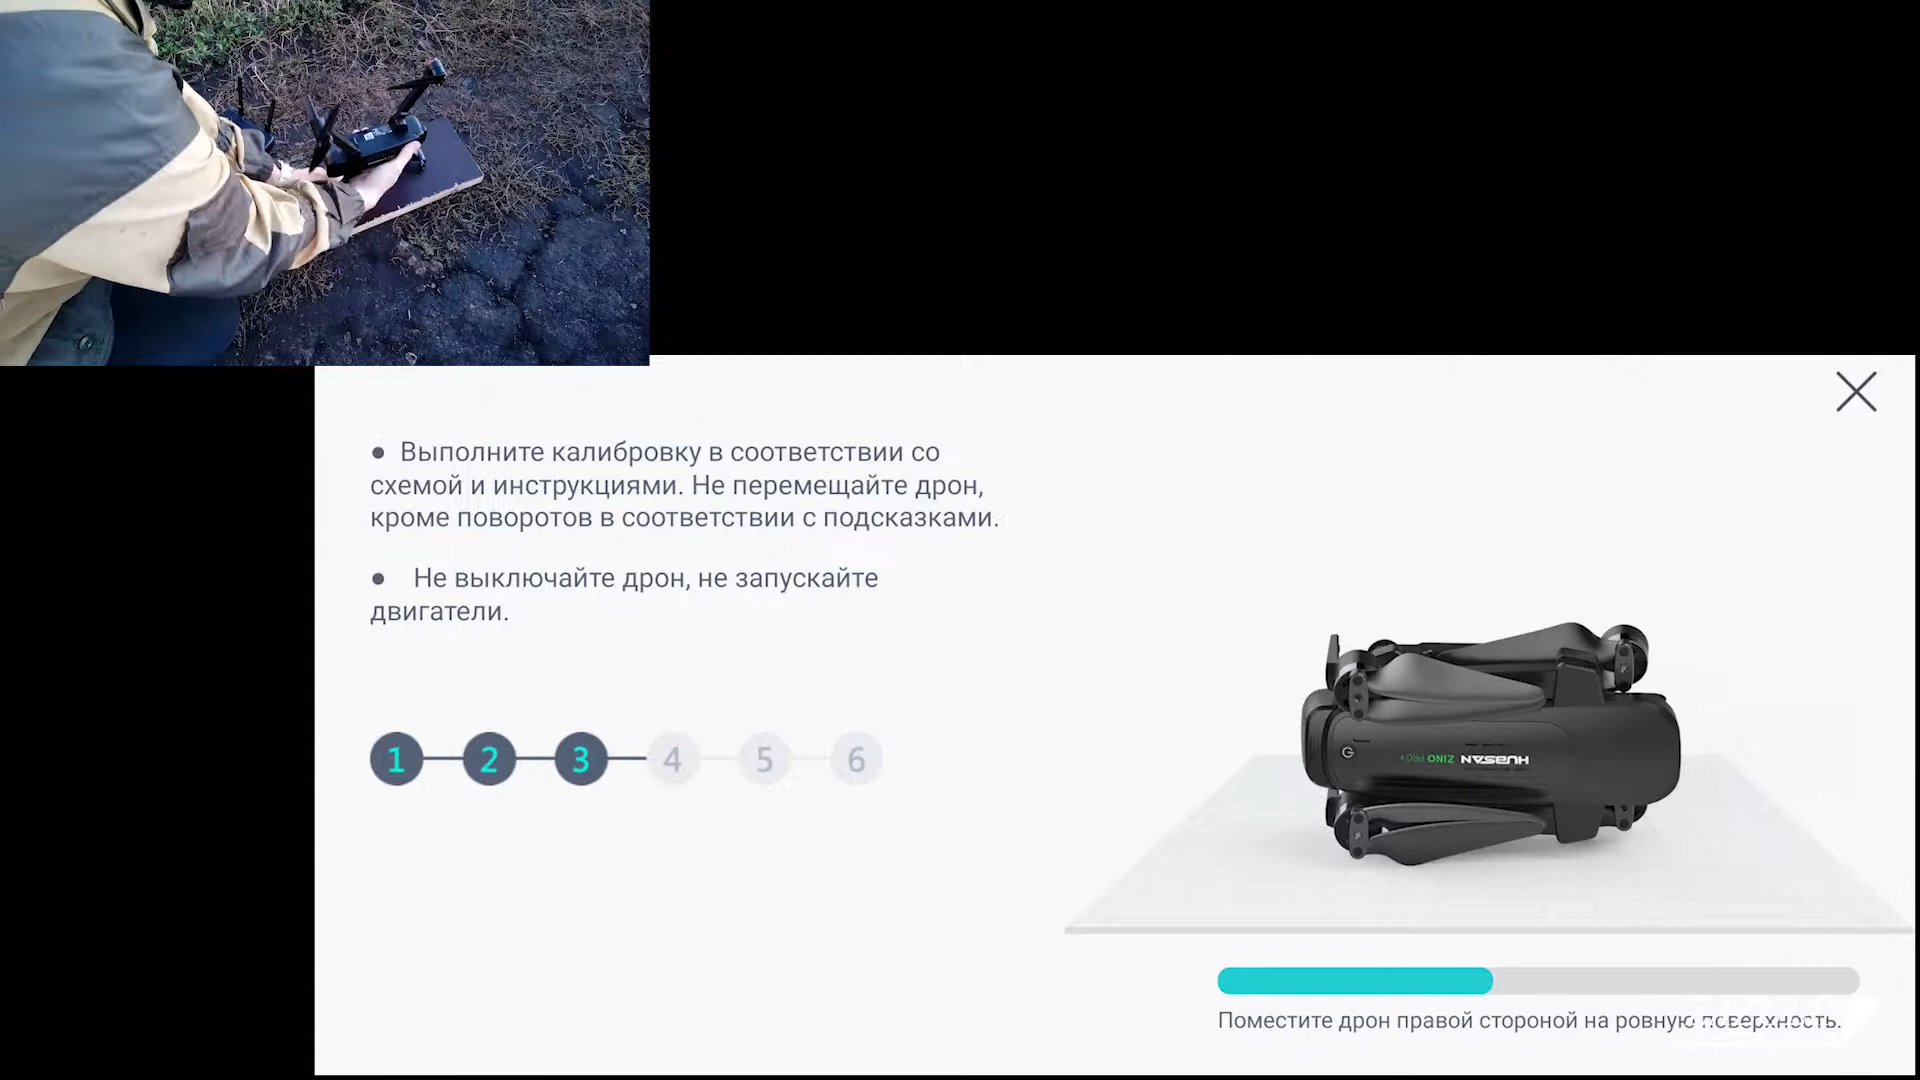 ● Выполните калибровку в соответствии со
схемой и инструкциями. Не перемещайте дрон,
кроме поворотов в соответствии с подсказками.
● Не выключайте дрон, не запускайте
двигатели.
1 2 3 4 5 6
HUBSAN ZINO PRO+
Поместите дрон правой стороной на ровную поверхность.